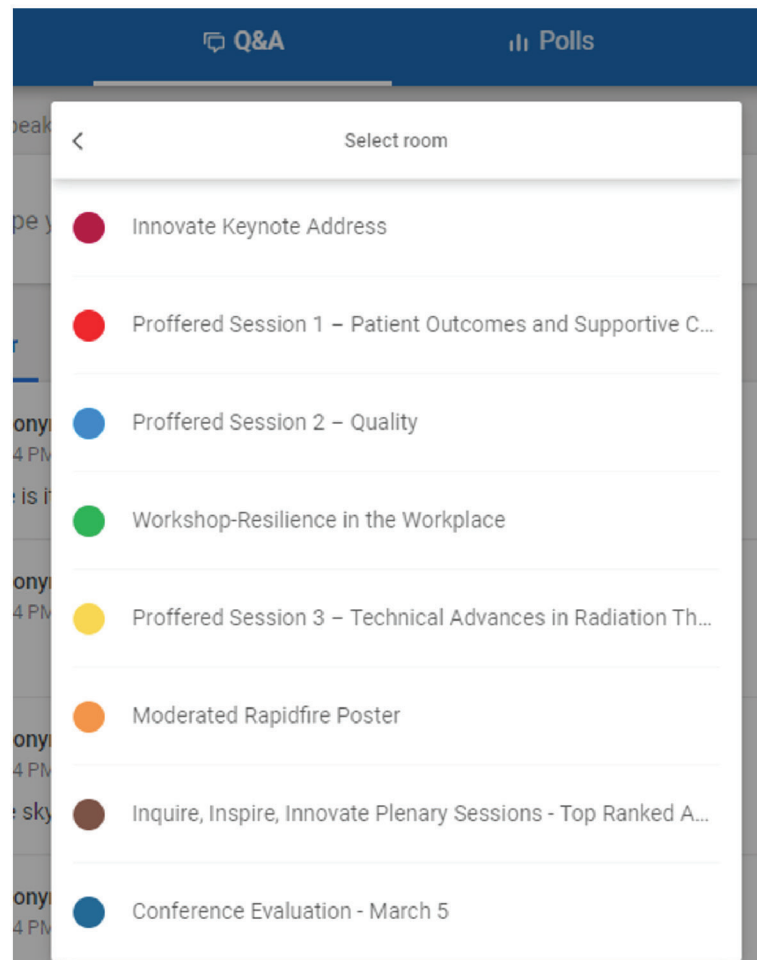 Q&A
Polls
Select room
Innovate Keynote Address
Proffered Session 1 – Patient Outcomes and Supportive C...
Proffered Session 2 – Quality
Workshop-Resilience in the Workplace
Proffered Session 3 – Technical Advances in Radiation Th...
Moderated Rapidfire Poster
Inquire, Inspire, Innovate Plenary Sessions - Top Ranked A...
Conference Evaluation - March 5